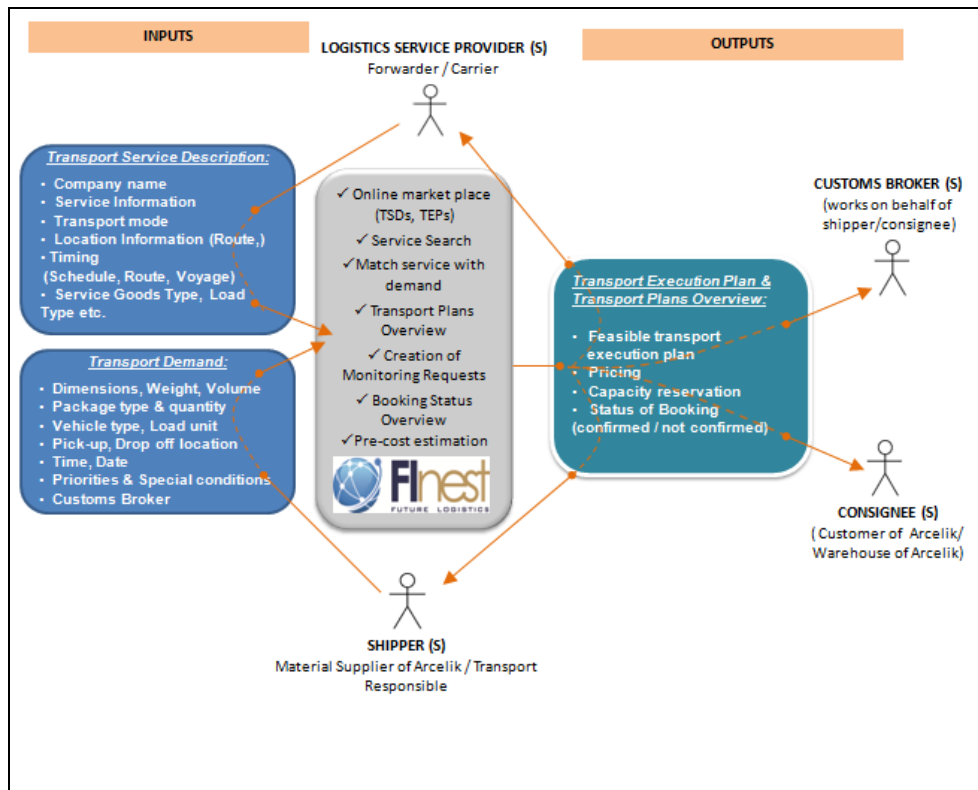 INPUTS
LOGISTICS SERVICE PROVIDER (S)
Forwarder / Carrier
OUTPUTS
Transport Service Description:
• Company name
• Service Information
• Transport mode
• Location Information (Route,)
• Timing
(Schedule, Route, Voyage)
• Service Goods Type, Load
Type etc.
Transport Demand:
• Dimensions, Weight, Volume
• Package type & quantity
• Vehicle type, Load unit
• Pick-up, Drop off location
• Time, Date
• Priorities & Special conditions
• Customs Broker
✓ Online market place
(TSDs, TEPs)
✓ Service Search
✓ Match service with
demand
✓ Transport Plans
Overview
✓ Creation of
Monitoring Requests
✓ Booking Status
Overview
✓ Pre-cost estimation
FInest
FUTURE LOGISTICS
Transport Execution Plan &
Transport Plans Overview:
• Feasible transport
execution plan
• Pricing
• Capacity reservation
• Status of Booking
(confirmed / not confirmed)
CUSTOMS BROKER (S)
(works on behalf of
shipper/consignee)
CONSIGNEE (S)
( Customer of Arcelik/
Warehouse of Arcelik)
SHIPPER (S)
Material Supplier of Arcelik / Transport
Responsible